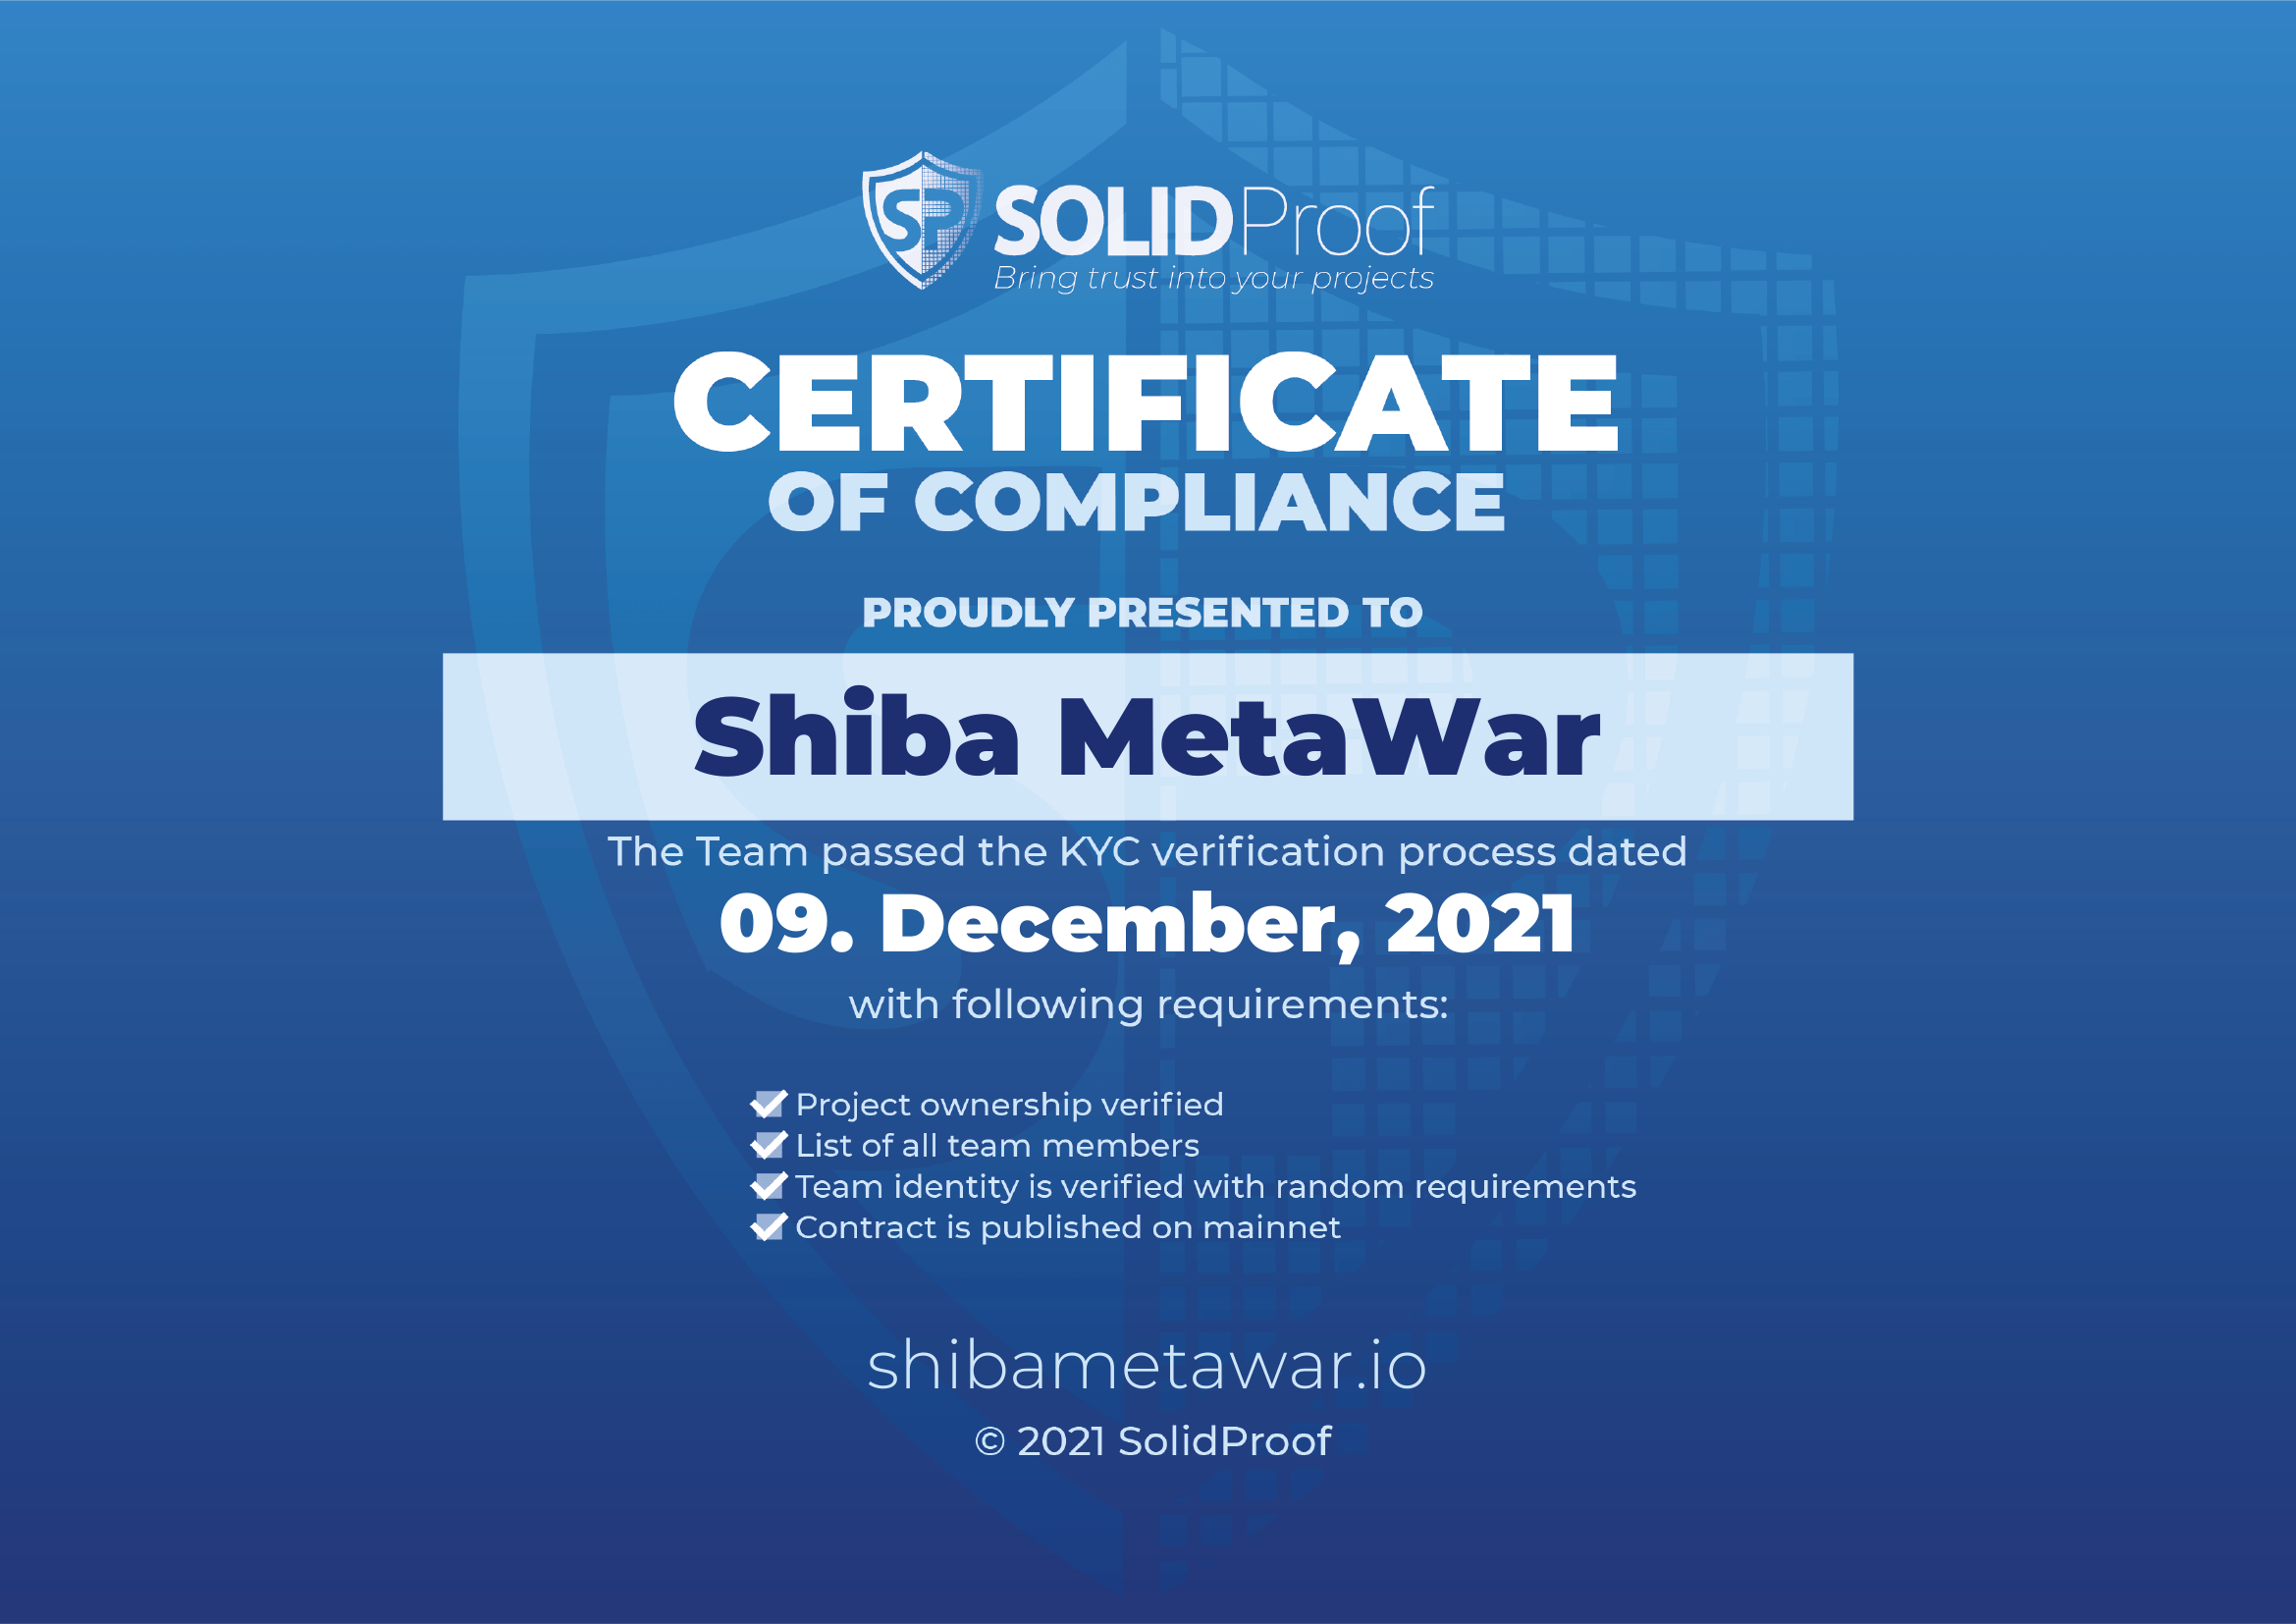 SP SOLIDProof
Bring trust into your projects
CERTIFICATE
OF COMPLIANCE
PROUDLY PRESENTED TO
Shiba MetaWar
The Team passed the KYC verification process dated
09. December, 2021
with following requirements:
Project ownership verified
List of all team members
Team identity is verified with random requirements
Contract is published on mainnet
shibametawar.io
© 2021 SolidProof